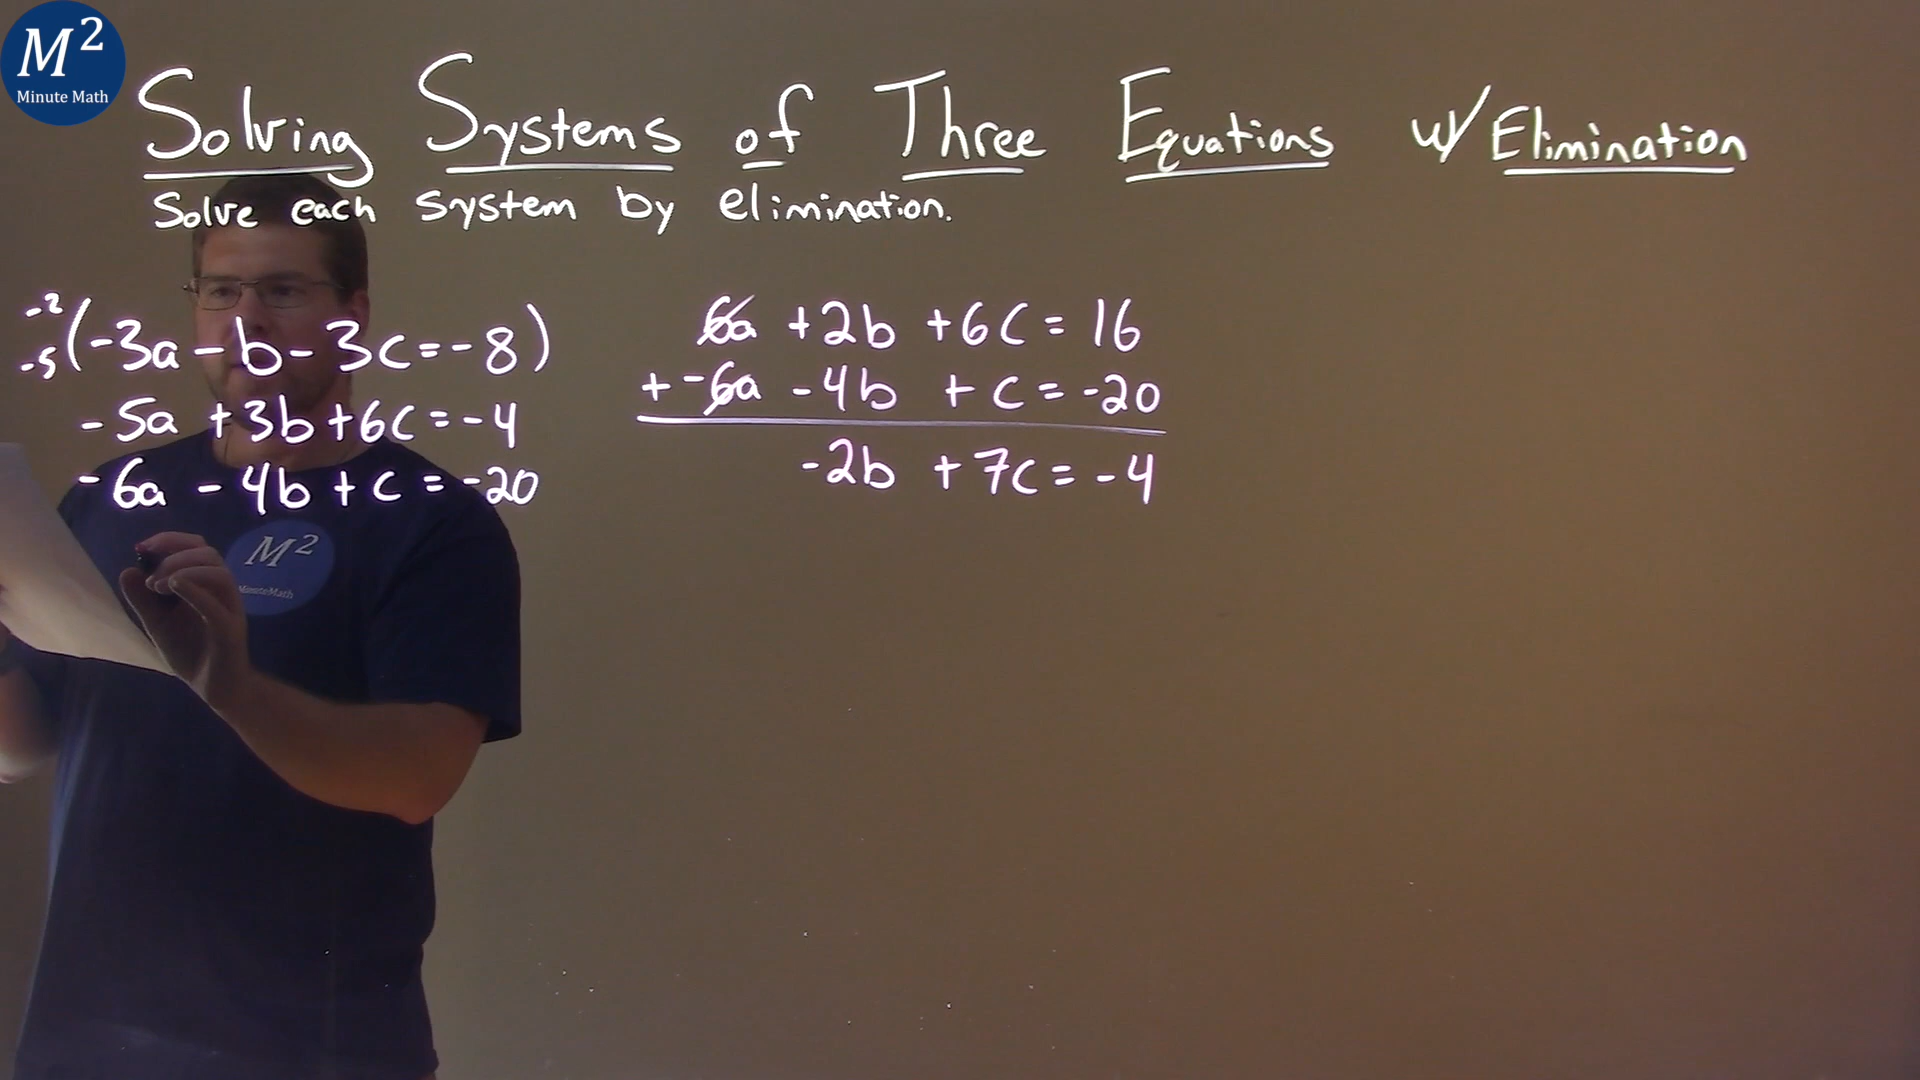 M²
Minute Math
Solving Systems of Three Equations w/ Elimination
Solve each system by elimination.
-2
-5
(-3a - b - 3c = -8)
-5a + 3b + 6c = -4
-6a - 4b + c = -20
6a + 2b + 6c = 16
+ -6a - 4b + c = -20
-2b + 7c = -4
M²
MinuteMath